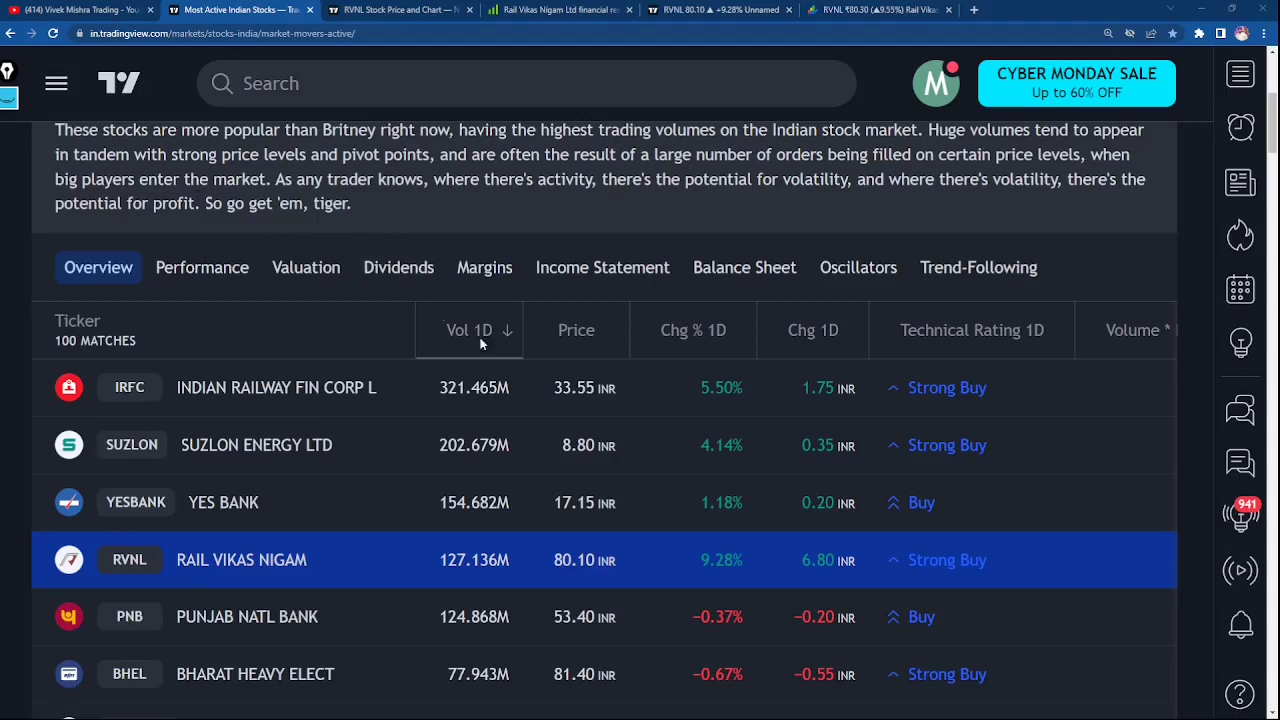 (414) Vivek Mishra Trading - You
Most Active Indian Stocks — Tra
RVNL Stock Price and Chart — N
Rail Vikas Nigam Ltd financial res
RVNL 80.10 ▲ +9.28% Unnamed
RVNL ₹80.30 (▲9.55%) Rail Vikas
in.tradingview.com/markets/stocks-india/market-movers-active/
Search
M
CYBER MONDAY SALE
Up to 60% OFF
These stocks are more popular than Britney right now, having the highest trading volumes on the Indian stock market. Huge volumes tend to appear
in tandem with strong price levels and pivot points, and are often the result of a large number of orders being filled on certain price levels, when
big players enter the market. As any trader knows, where there's activity, there's the potential for volatility, and where there's volatility, there's the
potential for profit. So go get 'em, tiger.
Overview Performance Valuation Dividends Margins Income Statement Balance Sheet Oscillators Trend-Following
Ticker Vol 1D ↓ Price Chg % 1D Chg 1D Technical Rating 1D Volume *
100 MATCHES
IRFC INDIAN RAILWAY FIN CORP L 321.465M 33.55 INR 5.50% 1.75 INR Strong Buy
SUZLON SUZLON ENERGY LTD 202.679M 8.80 INR 4.14% 0.35 INR Strong Buy
YESBANK YES BANK 154.682M 17.15 INR 1.18% 0.20 INR Buy
RVNL RAIL VIKAS NIGAM 127.136M 80.10 INR 9.28% 6.80 INR Strong Buy
PNB PUNJAB NATL BANK 124.868M 53.40 INR −0.37% −0.20 INR Buy
BHEL BHARAT HEAVY ELECT 77.943M 81.40 INR −0.67% −0.55 INR Strong Buy
941